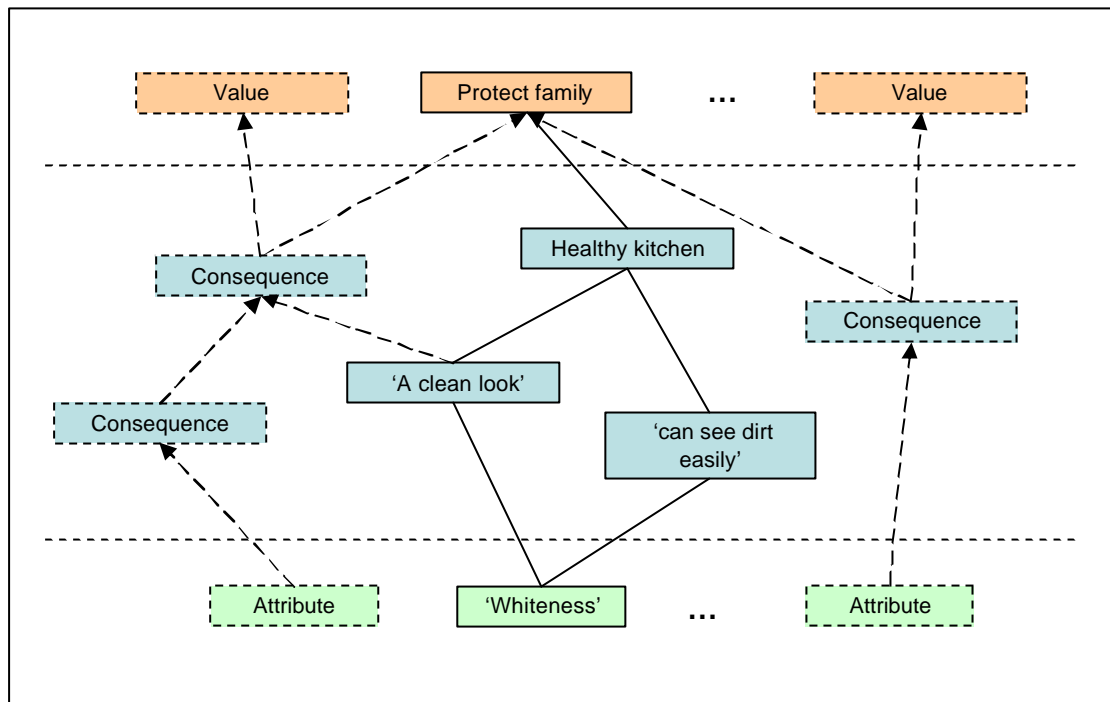 Value
Protect family
...
Value
Healthy kitchen
Consequence
Consequence
‘A clean look’
Consequence
‘can see dirt
easily’
Attribute
‘Whiteness’
...
Attribute